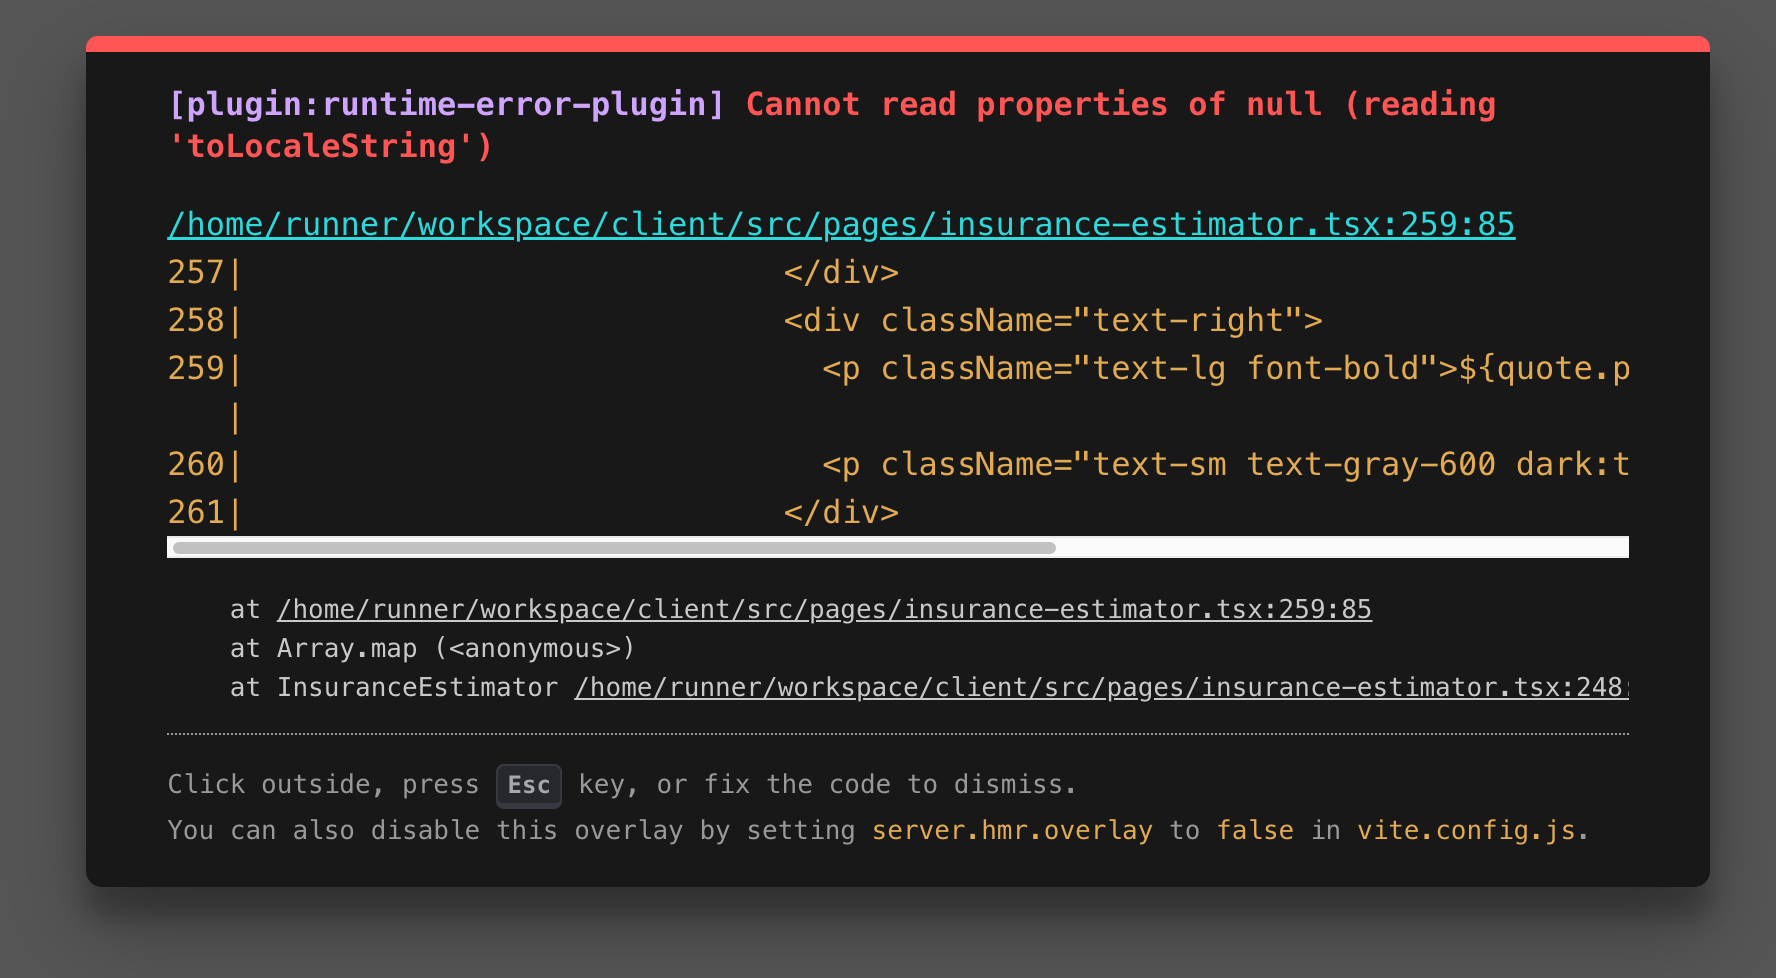 [plugin:runtime-error-plugin] Cannot read properties of null (reading
'toLocaleString')
/home/runner/workspace/client/src/pages/insurance-estimator.tsx:259:85
257|                            </div>
258|                            <div className="text-right">
259|                              <p className="text-lg font-bold">${quote.p
   |
260|                              <p className="text-sm text-gray-600 dark:t
261|                            </div>
    at /home/runner/workspace/client/src/pages/insurance-estimator.tsx:259:85
    at Array.map (<anonymous>)
    at InsuranceEstimator /home/runner/workspace/client/src/pages/insurance-estimator.tsx:248:
Click outside, press Esc key, or fix the code to dismiss.
You can also disable this overlay by setting server.hmr.overlay to false in vite.config.js.